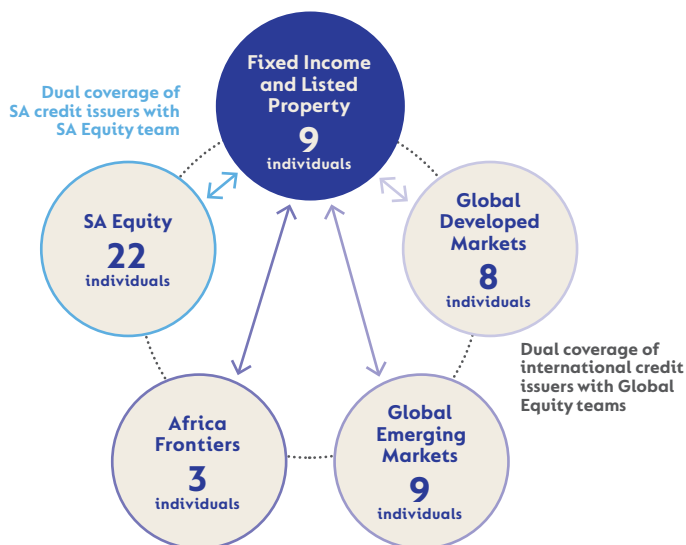 Fixed Income
and Listed
Property
9
individuals
Dual coverage of
SA credit issuers with
SA Equity team
SA Equity
22
individuals
Global
Developed
Markets
8
individuals
Dual coverage of
international credit
issuers with Global
Equity teams
Africa
Frontiers
3
individuals
Global
Emerging
Markets
9
individuals